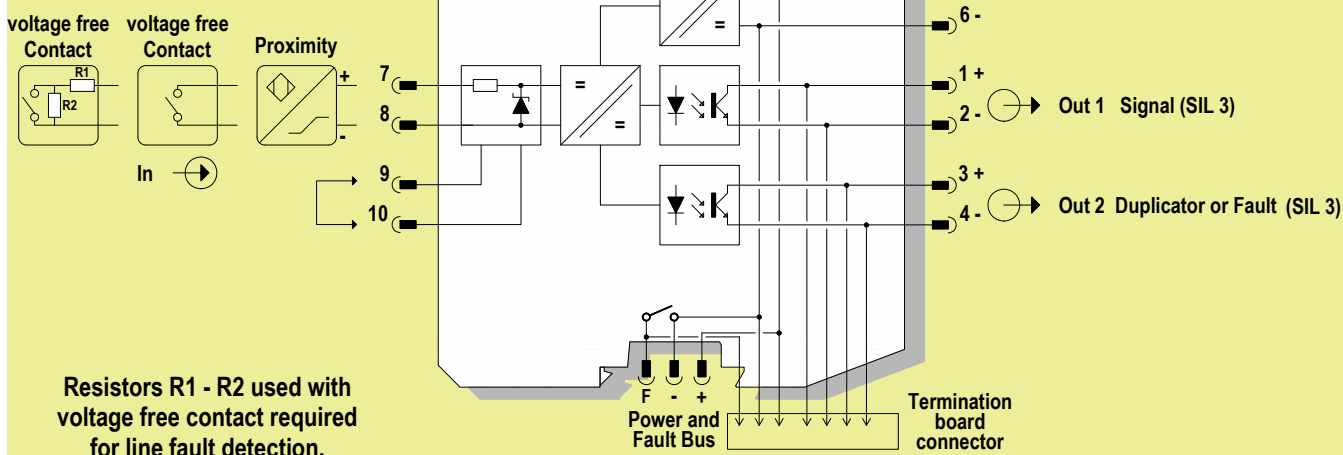 voltage free
Contact
voltage free
Contact
Proximity
R1
R2
+
-
In
7
8
9
10
=
=
=
6 -
1 +
2 -
Out 1 Signal (SIL 3)
3 +
4 -
Out 2 Duplicator or Fault (SIL 3)
Resistors R1 - R2 used with
voltage free contact required
for line fault detection.
F - +
Power and
Fault Bus
Termination
board
connector